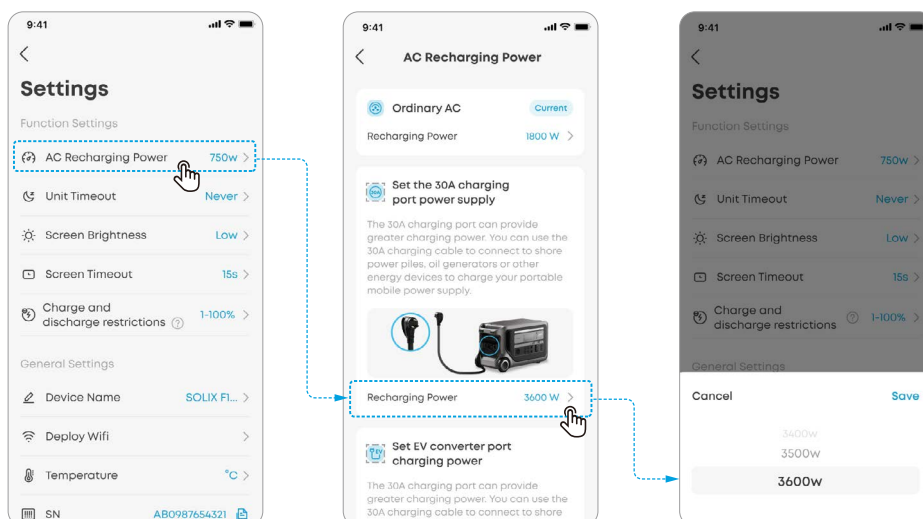 9:41
Settings
Function Settings
AC Recharging Power 750w
Unit Timeout Never
Screen Brightness Low
Screen Timeout 15s
Charge and
discharge restrictions ? 1-100%
General Settings
Device Name SOLIX F1...
Deploy Wifi
Temperature °C
SN AB0987654321
9:41
AC Recharging Power
Ordinary AC Current
Recharging Power 1800 W
30A
Set the 30A charging
port power supply
The 30A charging port can provide
greater charging power. You can use the
30A charging cable to connect to shore
power piles, oil generators or other
energy devices to charge your portable
mobile power supply.
Recharging Power 3600 W
EV
Set EV converter port
charging power
The 30A charging port can provide
greater charging power. You can use the
30A charging cable to connect to shore
9:41
Settings
Function Settings
AC Recharging Power 750w
Unit Timeout Never
Screen Brightness Low
Screen Timeout 15s
Charge and
discharge restrictions ? 1-100%
General Settings
Cancel Save
3400w
3500w
3600w